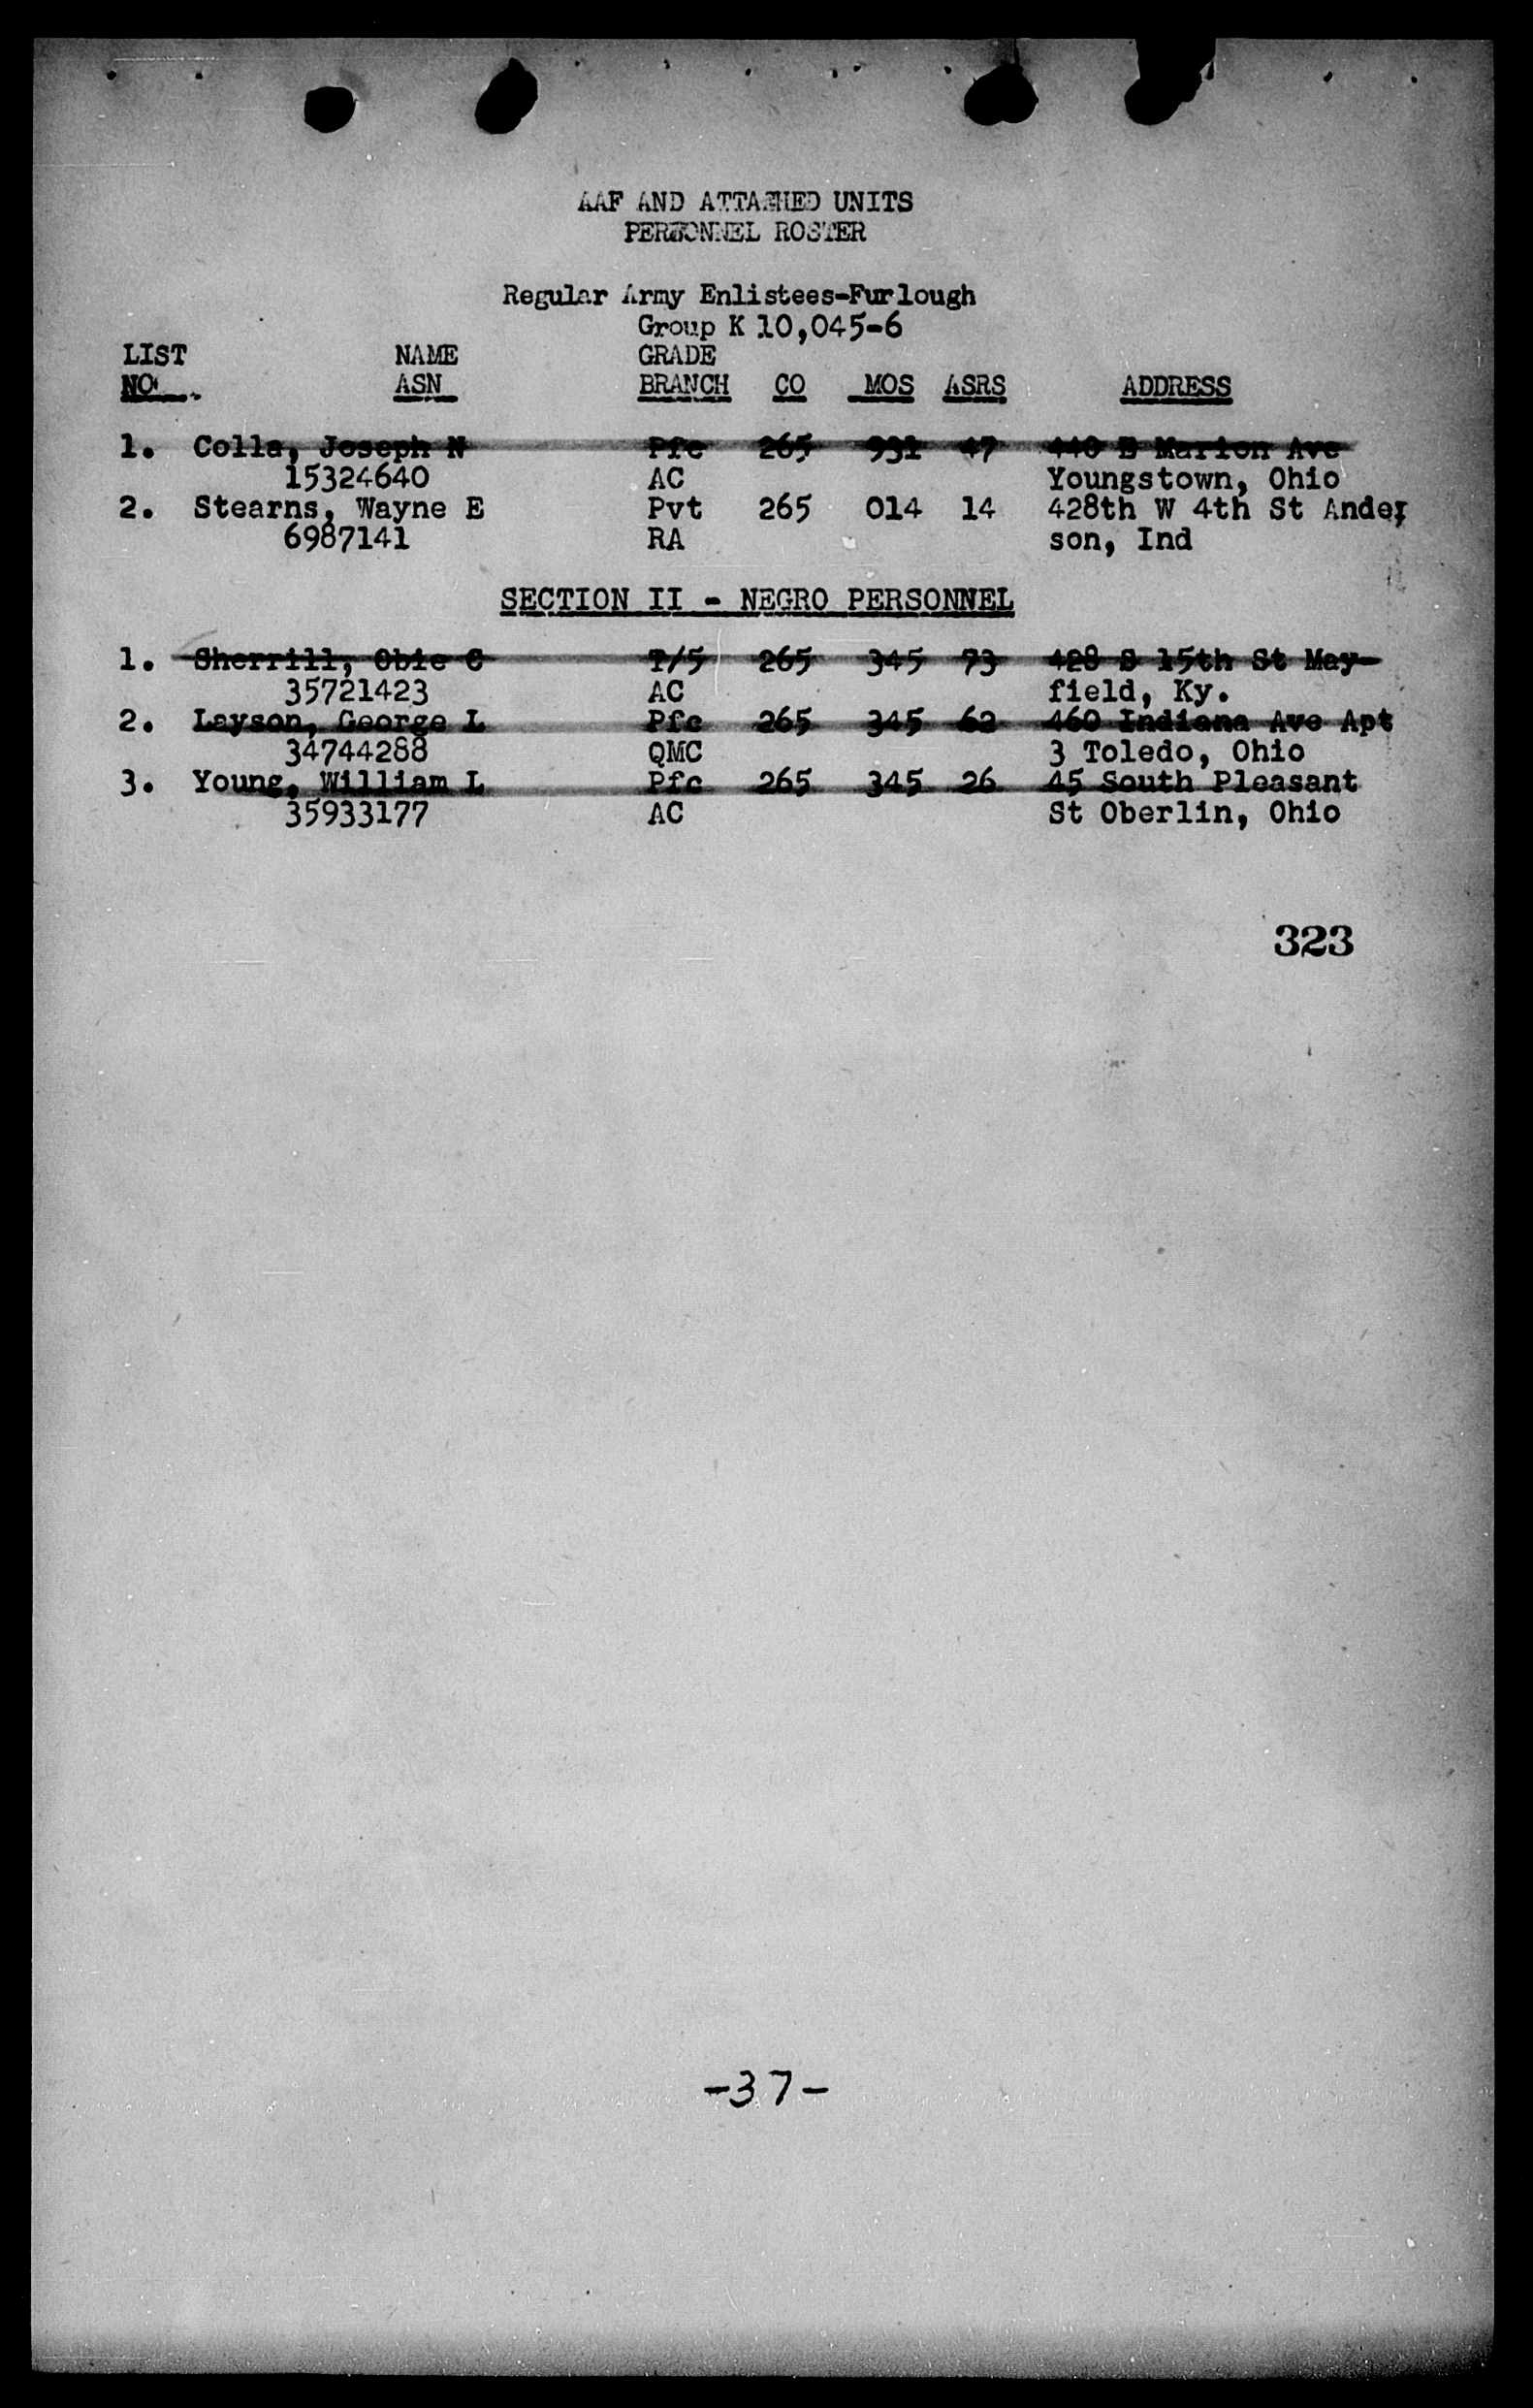 AAF AND ATTACHED UNITS
PERSONNEL ROSTER
Regular Army Enlistees-Furlough
Group K 10,045-6
LIST NAME GRADE
NO. ASN BRANCH CO MOS ASRS ADDRESS
1. Colla, Joseph N Pfc 265 931 47 440 E Marion Ave
15324640 AC Youngstown, Ohio
2. Stearns, Wayne E Pvt 265 014 14 428th W 4th St Ander
6987141 RA son, Ind
SECTION II - NEGRO PERSONNEL
1. Sherrill, Obie C T/5 265 345 73 428 S 15th St May-
35721423 AC field, Ky.
2. Layson, George L Pfc 265 345 62 460 Indiana Ave Apt
34744288 QMC 3 Toledo, Ohio
3. Young, William L Pfc 265 345 26 45 South Pleasant
35933177 AC St Oberlin, Ohio
323
-37-